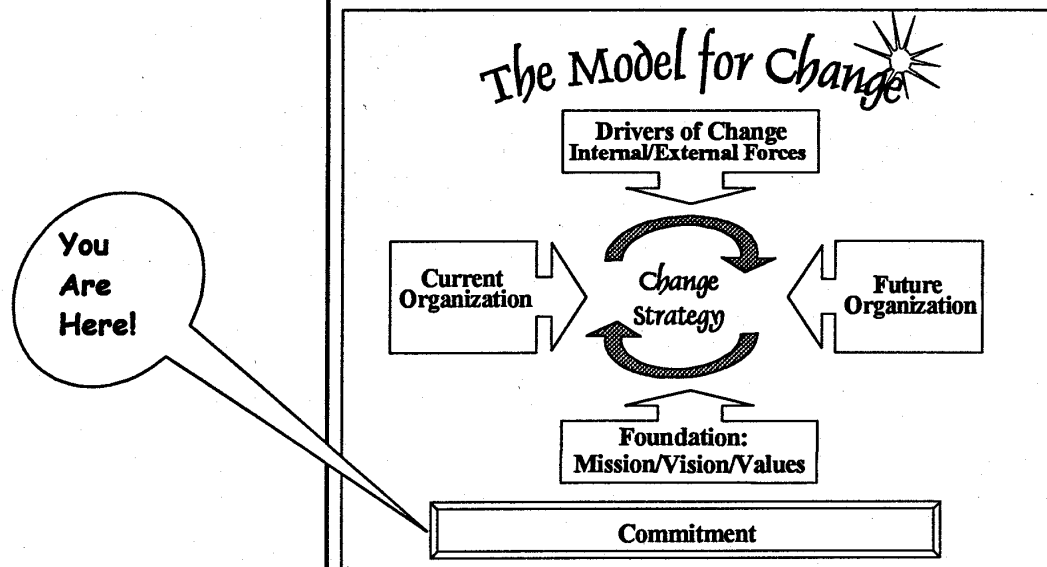 The Model for Change
Drivers of Change
Internal/External Forces
You
Are
Here!
Current
Organization
Change
Strategy
Future
Organization
Foundation:
Mission/Vision/Values
Commitment